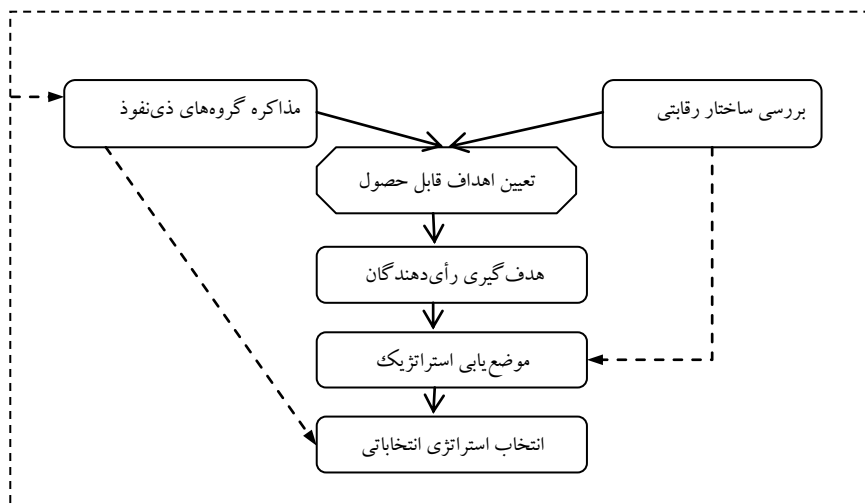 بررسی ساختار رقابتی
مذاکره گروه‌های ذی‌نفوذ
تعیین اهداف قابل حصول
هدف‌گیری رأی‌دهندگان
موضع‌یابی استراتژیک
انتخاب استراتژی انتخاباتی